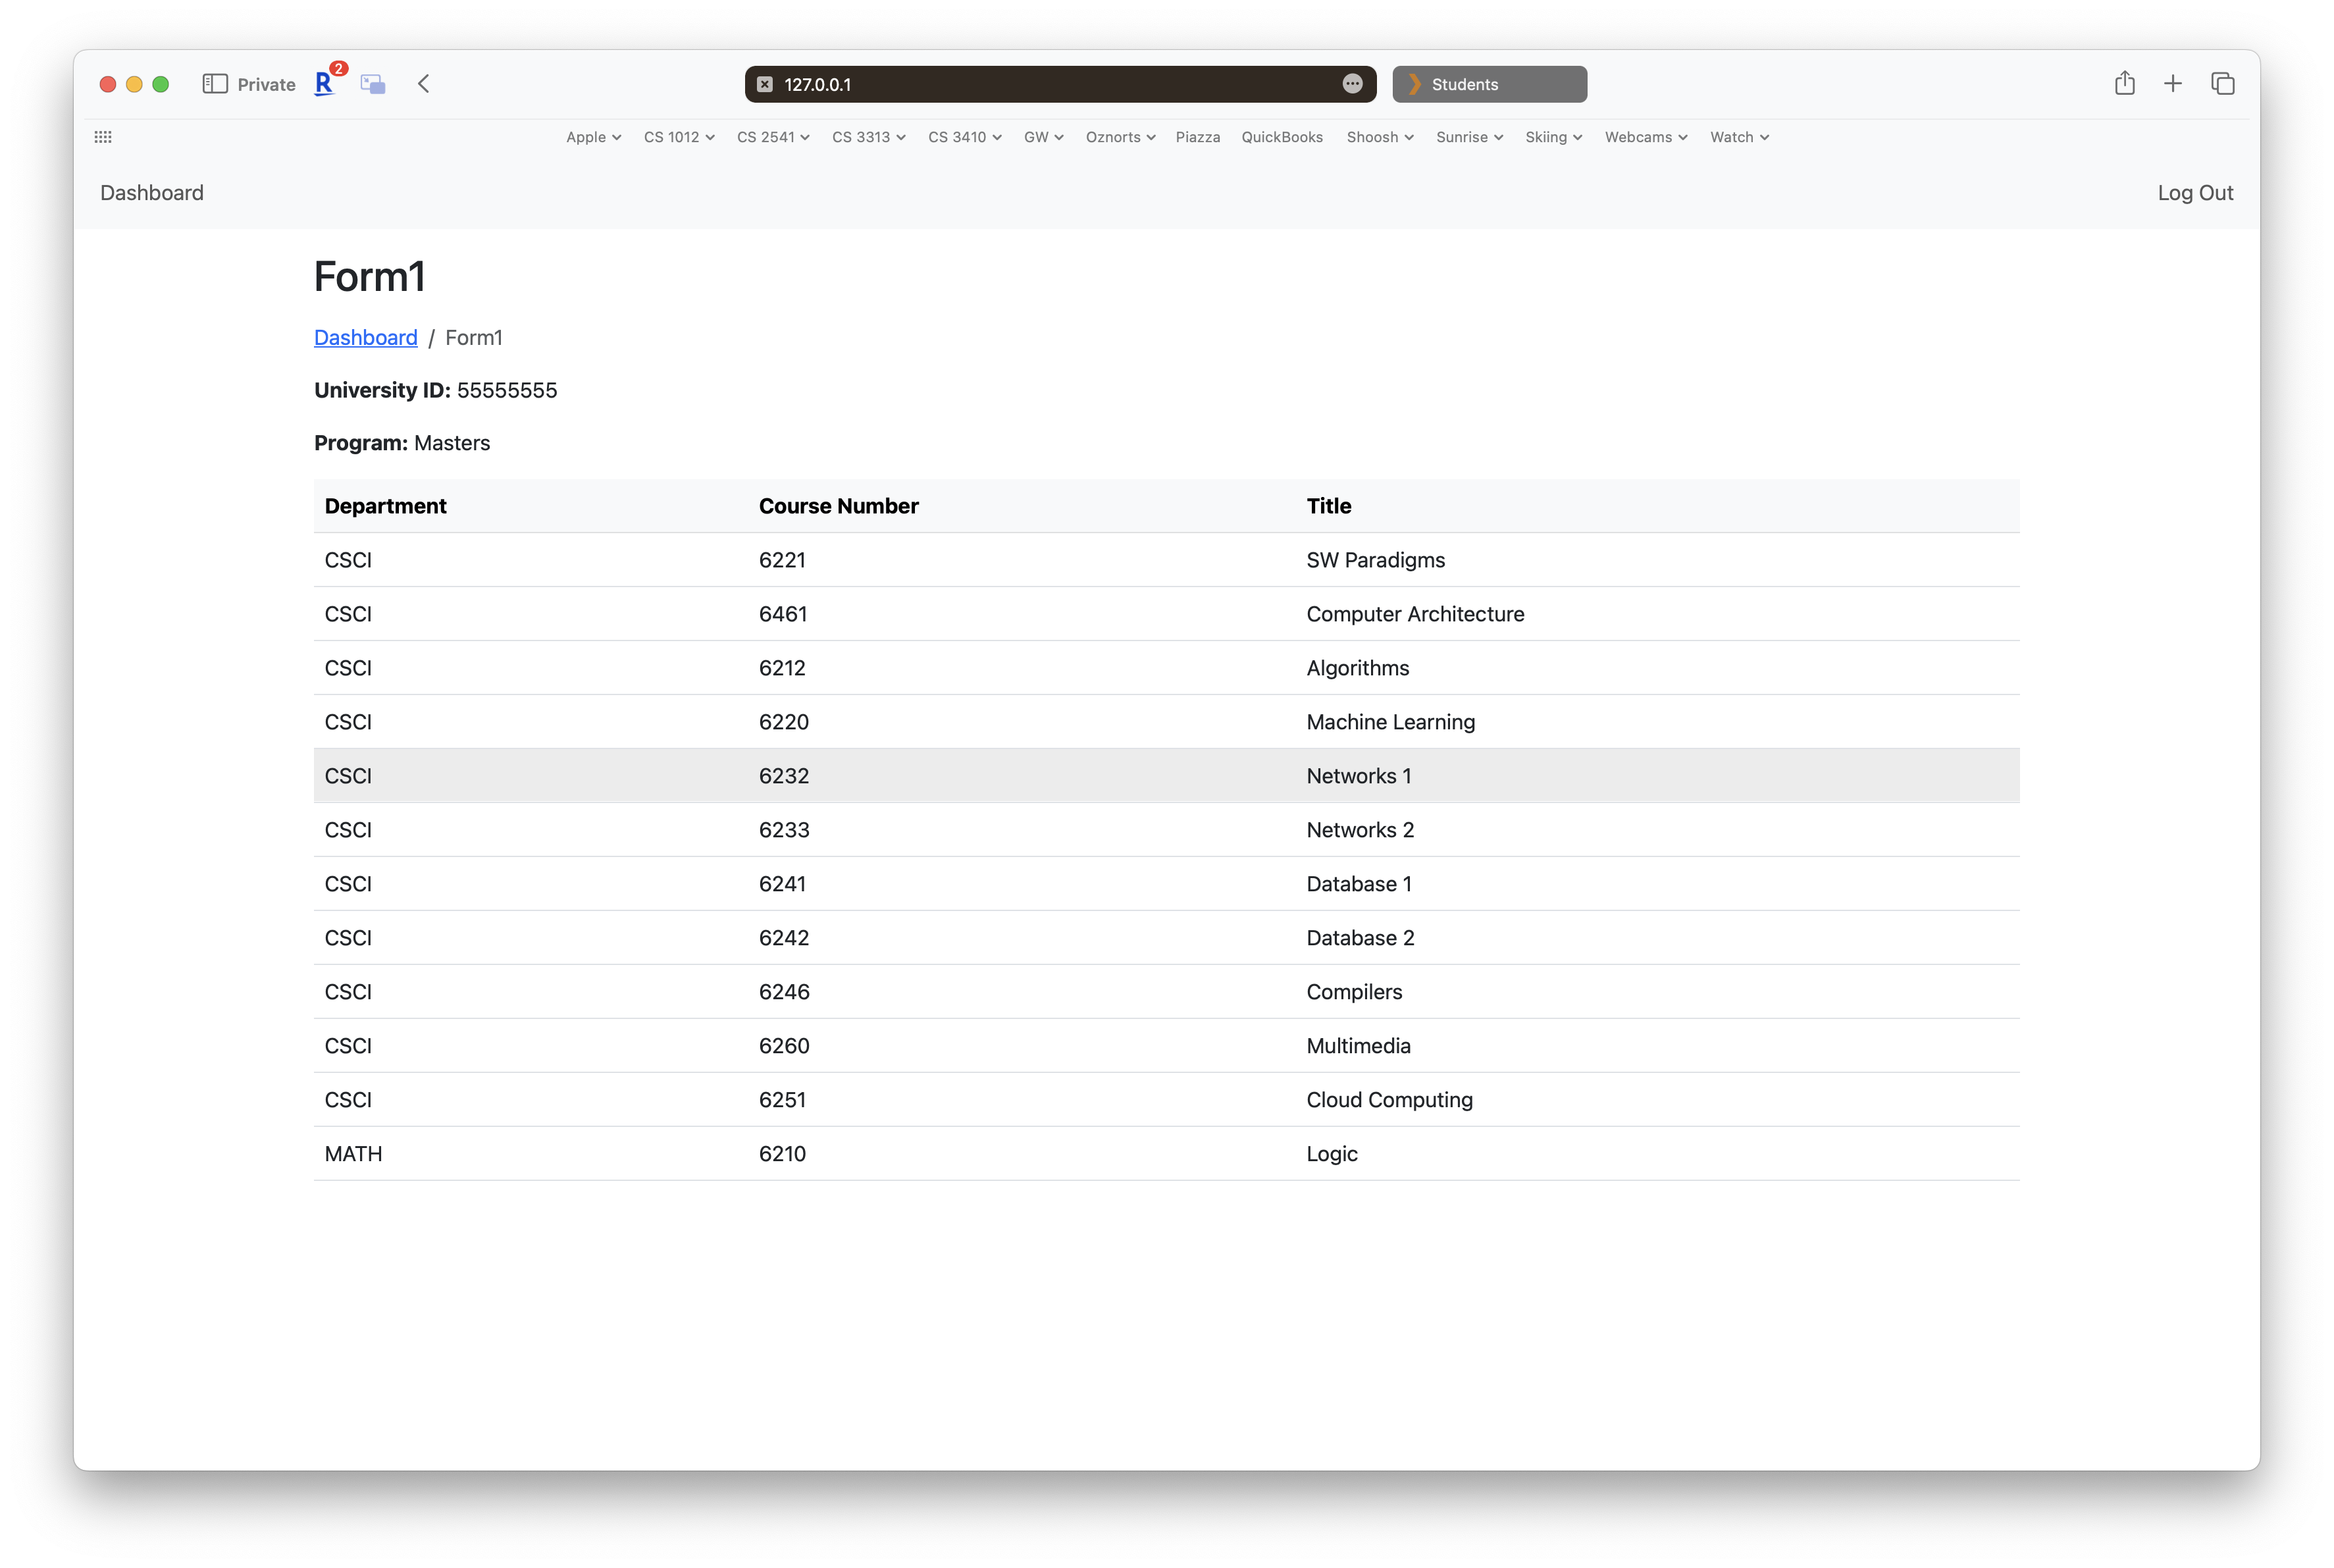 Private R 2 127.0.0.1 Students
Apple CS 1012 CS 2541 CS 3313 CS 3410 GW Oznorts Piazza QuickBooks Shoosh Sunrise Skiing Webcams Watch
Dashboard Log Out
Form1
Dashboard / Form1
University ID: 55555555
Program: Masters
Department Course Number Title
CSCI 6221 SW Paradigms
CSCI 6461 Computer Architecture
CSCI 6212 Algorithms
CSCI 6220 Machine Learning
CSCI 6232 Networks 1
CSCI 6233 Networks 2
CSCI 6241 Database 1
CSCI 6242 Database 2
CSCI 6246 Compilers
CSCI 6260 Multimedia
CSCI 6251 Cloud Computing
MATH 6210 Logic